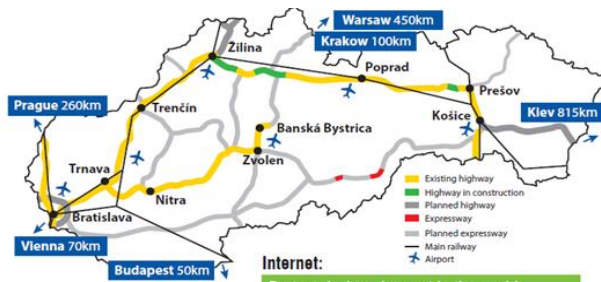 Warsaw 450km
Krakow 100km
Žilina
Poprad
Prešov
Prague 260km
Trenčín
Kiev 815km
Košice
Banská Bystrica
Trnava
Zvolen
Nitra
Bratislava
Vienna 70km
Budapest 50km
Existing highway
Highway in construction
Planned highway
Expressway
Planned expressway
Main railway
Airport
Internet: